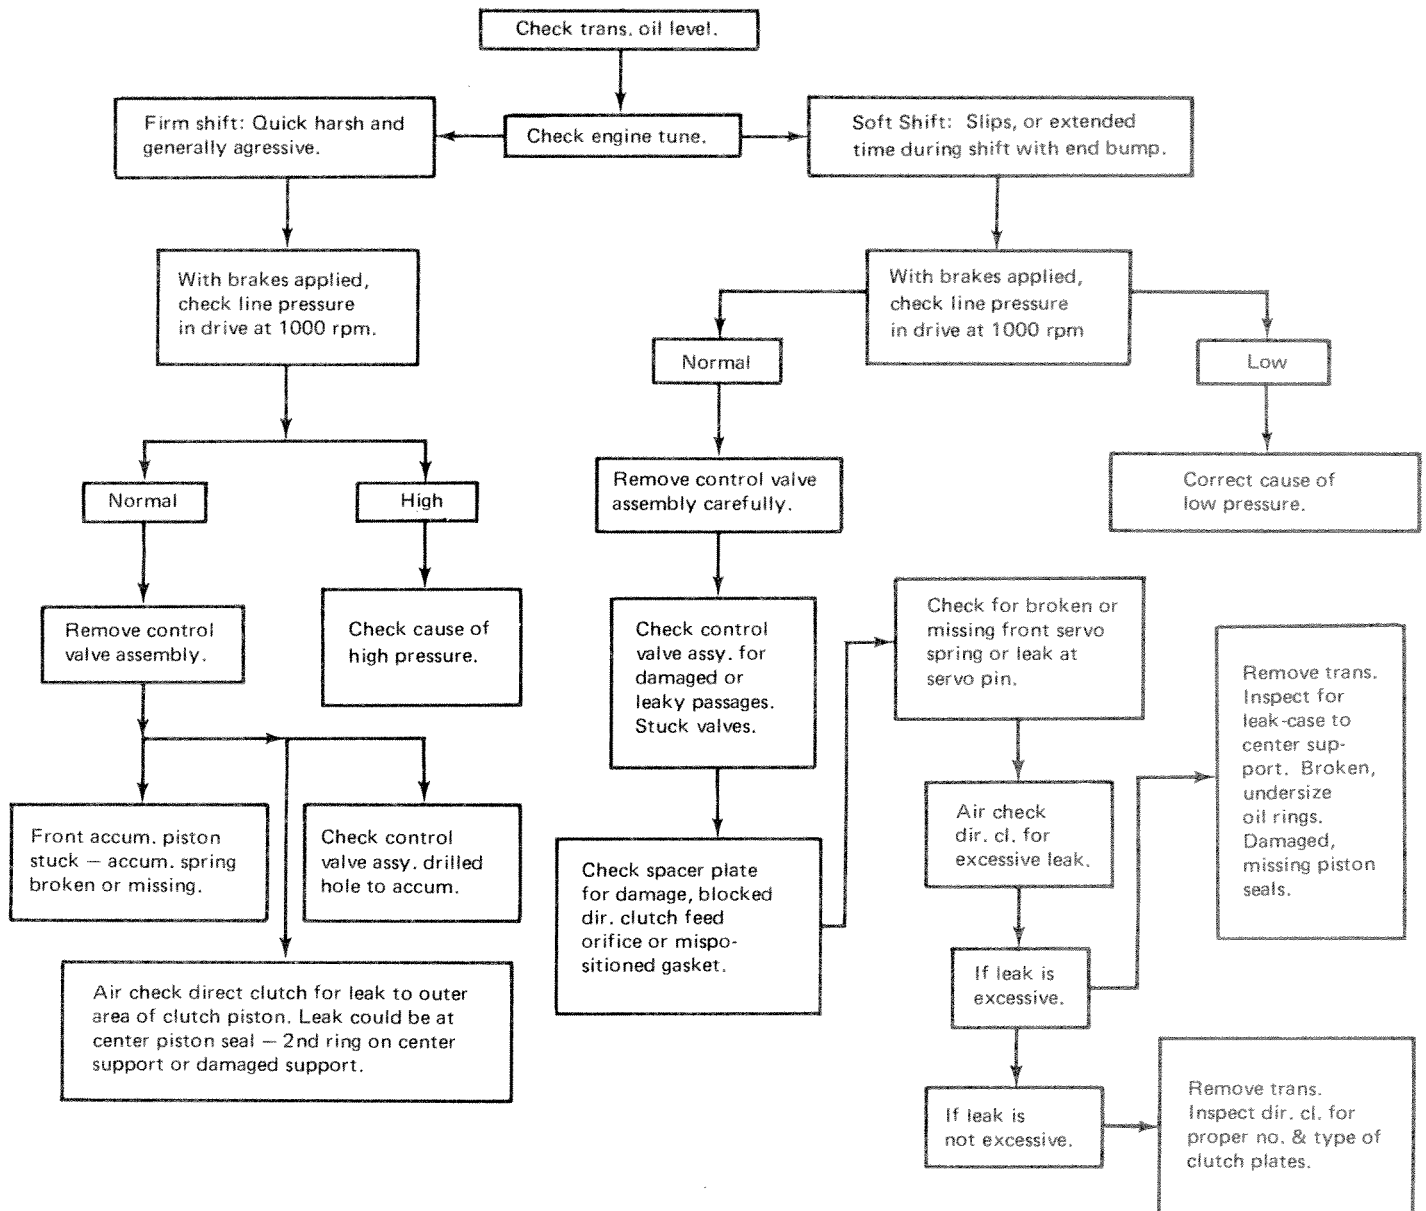 Check trans. oil level.
Check engine tune.
Firm shift: Quick harsh and
generally agressive.
With brakes applied,
check line pressure
in drive at 1000 rpm.
Normal
High
Remove control
valve assembly.
Check cause of
high pressure.
Front accum. piston
stuck — accum. spring
broken or missing.
Check control
valve assy. drilled
hole to accum.
Air check direct clutch for leak to outer
area of clutch piston. Leak could be at
center piston seal — 2nd ring on center
support or damaged support.
Soft Shift: Slips, or extended
time during shift with end bump.
With brakes applied,
check line pressure
in drive at 1000 rpm
Normal
Low
Remove control valve
assembly carefully.
Correct cause of
low pressure.
Check control
valve assy. for
damaged or
leaky passages.
Stuck valves.
Check spacer plate
for damage, blocked
dir. clutch feed
orifice or mispo-
sitioned gasket.
Check for broken or
missing front servo
spring or leak at
servo pin.
Air check
dir. cl. for
excessive leak.
If leak is
excessive.
Remove trans.
Inspect for
leak-case to
center sup-
port. Broken,
undersize
oil rings.
Damaged,
missing piston
seals.
If leak is
not excessive.
Remove trans.
Inspect dir. cl. for
proper no. & type of
clutch plates.